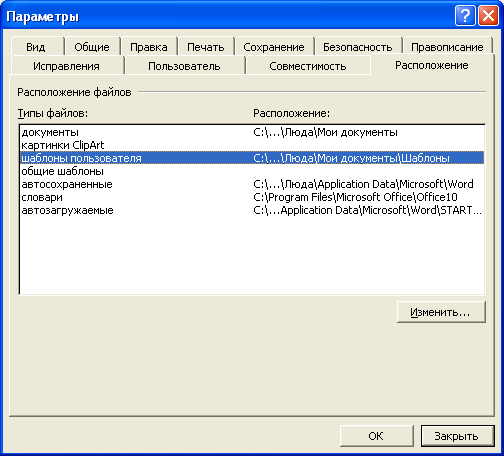 Параметры
Вид Общие Правка Печать Сохранение Безопасность Правописание
Исправления Пользователь Совместимость Расположение
Расположение файлов
Типы файлов: Расположение:
документы C:\...\Люда\Мои документы
картинки ClipArt
шаблоны пользователя C:\...\Люда\Мои документы\Шаблоны
общие шаблоны
автосохраненные C:\...\Люда\Application Data\Microsoft\Word
словари C:\Program Files\Microsoft Office\Office10
автозагружаемые C:\...Application Data\Microsoft\Word\START...
Изменить...
ОК Закрыть